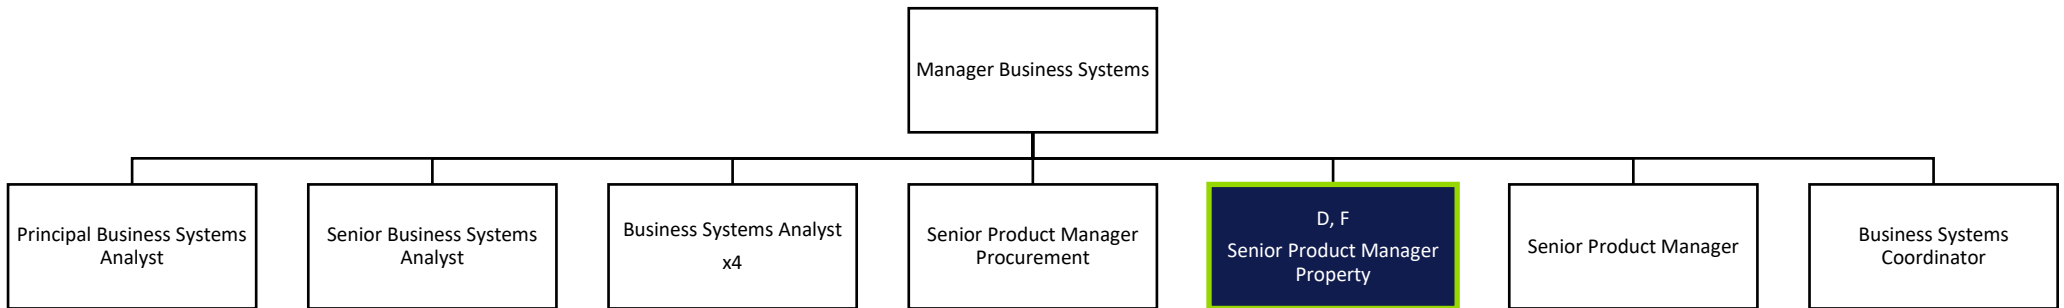 Manager Business Systems
Principal Business Systems
Analyst
Senior Business Systems
Analyst
Business Systems Analyst
x4
Senior Product Manager
Procurement
D, F
Senior Product Manager
Property
Senior Product Manager
Business Systems
Coordinator